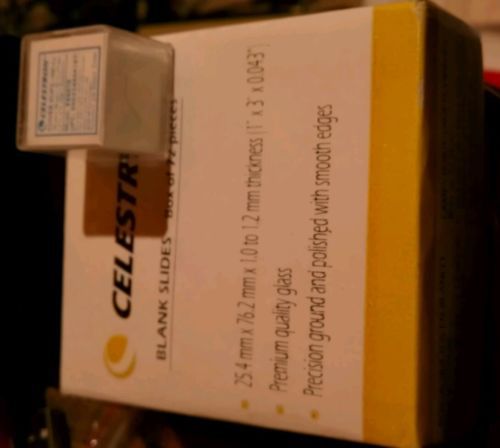 CELESTR
BLANK SLIDES Box of 72 pieces
25.4 mm x 76.2 mm x 1.0 to 1.2 mm thickness (1" x 3" x 0.043")
Premium quality glass
Precision ground and polished with smooth edges
CELESTRON